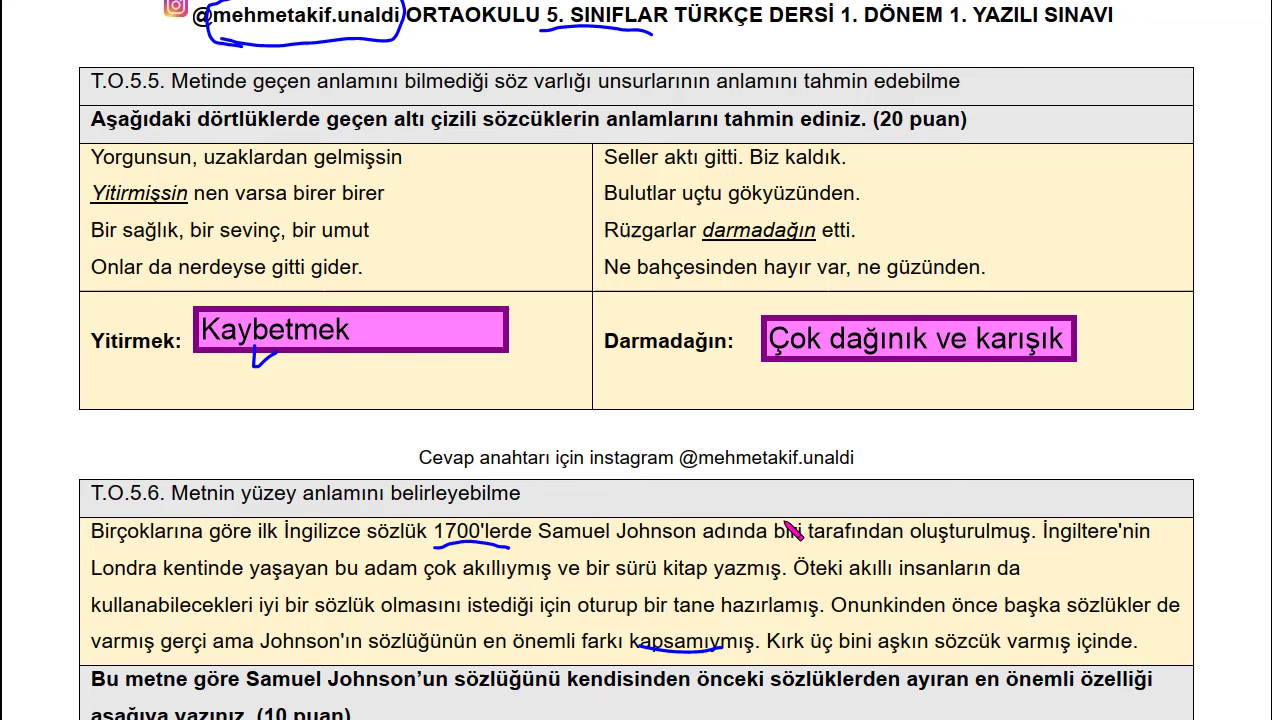 @mehmetakif.unaldi ORTAOKULU 5. SINIFLAR TÜRKÇE DERSİ 1. DÖNEM 1. YAZILI SINAVI
T.O.5.5. Metinde geçen anlamını bilmediği söz varlığı unsurlarının anlamını tahmin edebilme
Aşağıdaki dörtlüklerde geçen altı çizili sözcüklerin anlamlarını tahmin ediniz. (20 puan)
Yorgunsun, uzaklardan gelmişsin
Yitirmişsin nen varsa birer birer
Bir sağlık, bir sevinç, bir umut
Onlar da nerdeyse gitti gider.
Seller aktı gitti. Biz kaldık.
Bulutlar uçtu gökyüzünden.
Rüzgarlar darmadağın etti.
Ne bahçesinden hayır var, ne güzünden.
Yitirmek: Kaybetmek
Darmadağın: Çok dağınık ve karışık
Cevap anahtarı için instagram @mehmetakif.unaldi
T.O.5.6. Metnin yüzey anlamını belirleyebilme
Birçoklarına göre ilk İngilizce sözlük 1700'lerde Samuel Johnson adında biri tarafından oluşturulmuş. İngiltere'nin
Londra kentinde yaşayan bu adam çok akıllıymış ve bir sürü kitap yazmış. Öteki akıllı insanların da
kullanabilecekleri iyi bir sözlük olmasını istediği için oturup bir tane hazırlamış. Onunkinden önce başka sözlükler de
varmış gerçi ama Johnson'ın sözlüğünün en önemli farkı kapsamıymış. Kırk üç bini aşkın sözcük varmış içinde.
Bu metne göre Samuel Johnson’un sözlüğünü kendisinden önceki sözlüklerden ayıran en önemli özelliği
aşağıya yazınız. (10 puan)